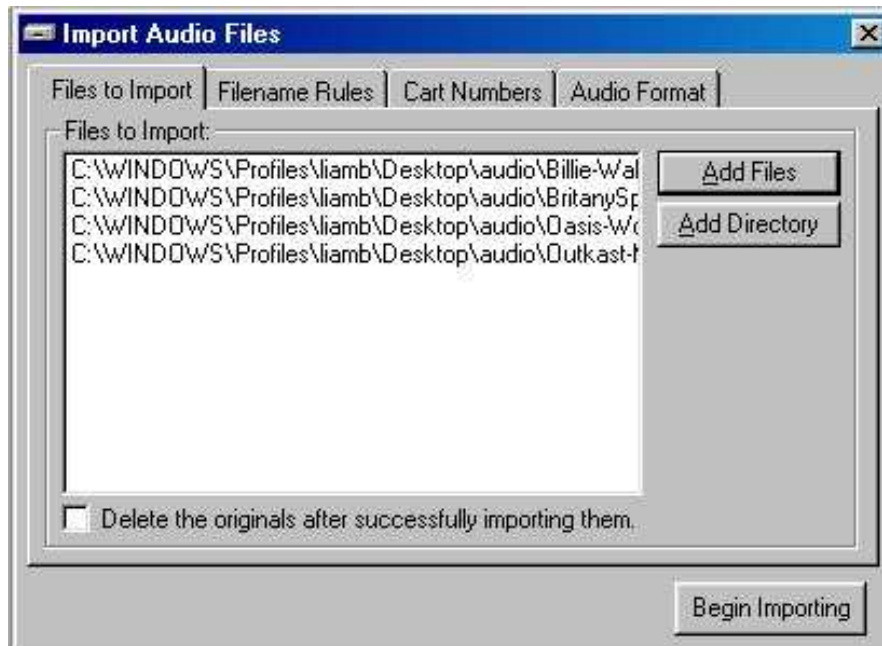 Import Audio Files
Files to Import Filename Rules Cart Numbers Audio Format
Files to Import:
C:\WINDOWS\Profiles\liamb\Desktop\audio\Billie-Wal
C:\WINDOWS\Profiles\liamb\Desktop\audio\BritanySp
C:\WINDOWS\Profiles\liamb\Desktop\audio\Oasis-Wo
C:\WINDOWS\Profiles\liamb\Desktop\audio\Outkast-M
Add Files
Add Directory
Delete the originals after successfully importing them.
Begin Importing